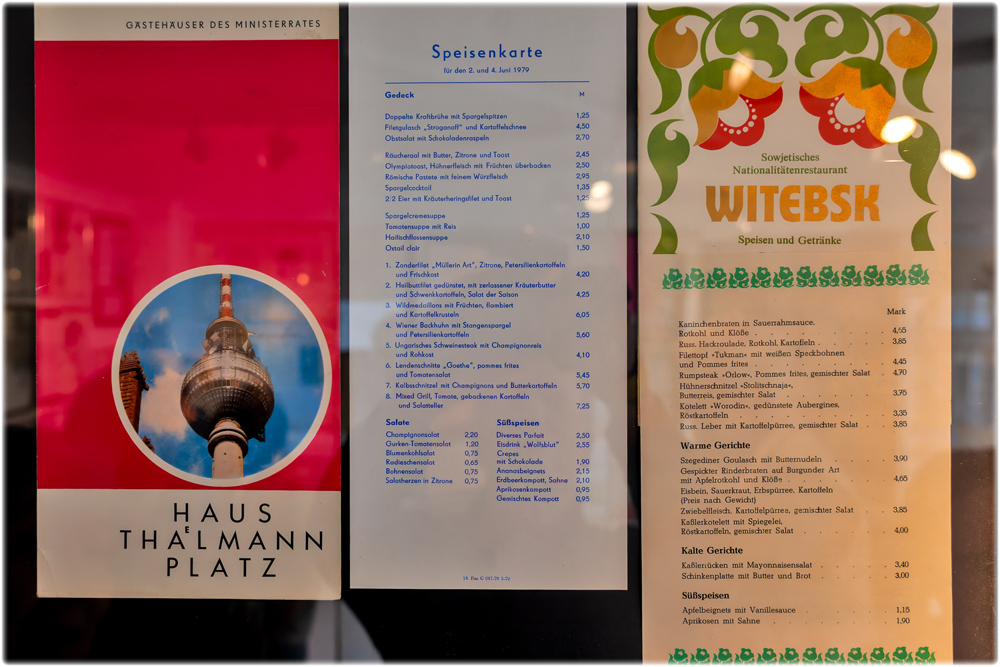 GÄSTEHÄUSER DES MINISTERRATES
HAUS
THÄLMANN
PLATZ
Speisenkarte
für den 2. und 4. Juni 1979
Gedeck M
Doppelte Kraftbrühe mit Spargelspitzen 1,25
Filetgulasch „Stroganoff" und Kartoffelschnee 4,50
Obstsalat mit Schokoladenraspeln 2,70
Räucheraal mit Butter, Zitrone und Toast 2,45
Olympiatoast, Hühnerfleisch mit Früchten überbacken 2,50
Römische Pastete mit feinem Würzfleisch 2,95
Spargelcocktail 1,35
2/2 Eier mit Kräuterheringsfilet und Toast 1,25
Spargelcremesuppe 1,25
Tomatensuppe mit Reis 1,00
Haifischflossensuppe 2,10
Oxtail clair 1,50
1. Zanderfilet „Müllerin Art", Zitrone, Petersilienkartoffeln
und Frischkost 4,20
2. Heilbuttfilet gedünstet, mit zerlassener Kräuterbutter
und Schwenkkartoffeln, Salat der Saison 4,25
3. Wildmedaillons mit Früchten, flambiert
und Kartoffelkrusteln 6,05
4. Wiener Backhuhn mit Stangenspargel
und Petersilienkartoffeln 5,60
5. Ungarisches Schweinesteak mit Champignonreis
und Rohkost 4,10
6. Lendenschnitte „Goethe", pommes frites
und Tomatensalat 5,45
7. Kalbsschnitzel mit Champignons und Butterkartoffeln 5,70
8. Mixed Grill, Tomate, gebackenen Kartoffeln
und Salatteller 7,25
Salate
Champignonsalat 2,20
Gurken-Tomatensalat 1,20
Blumenkohlsalat 0,75
Radieschensalat 0,65
Bohnensalat 0,75
Salatherzen in Zitrone 0,75
Süßspeisen
Diverses Parfait 2,50
Eisdrink „Wolfsblut" 2,55
Crepes
mit Schokolade 1,90
Ananasbeignets 2,15
Erdbeerkompott, Sahne 2,10
Aprikosenkompott 0,95
Gemischtes Kompott 0,95
Sowjetisches
Nationalitätenrestaurant
WITEBSK
Speisen und Getränke
Mark
Kaninchenbraten in Sauerrahmsauce,
Rotkohl und Klöße . . . . 4,65
Russ. Hackroulade, Rotkohl, Kartoffeln . . . . 3,85
Filettopf »Tukman« mit weißen Speckbohnen
und Pommes frites . . . . 4,45
Rumpsteak »Orlow«, Pommes frites, gemischter Salat . 4,70
Hühnerschnitzel »Stolitschnaja«,
Butterreis, gemischter Salat . . . . 3,75
Kotelett »Worodin«, gedünstete Aubergines,
Röstkartoffeln . . . . 3,35
Russ. Leber mit Kartoffelpürree, gemischter Salat . . 3,85
Warme Gerichte
Szegediner Goulasch mit Butternudeln . . . 3,90
Gespickter Rinderbraten auf Burgunder Art
mit Apfelrotkohl und Klöße . . . . 4,65
Eisbein, Sauerkraut, Erbspürree, Kartoffeln
(Preis nach Gewicht)
Zwiebelfleisch, Kartoffelpürree, gemischter Salat . . 3,85
Kaßlerkotelett mit Spiegelei,
Röstkartoffeln, gemischter Salat . . . . 4,00
Kalte Gerichte
Kaßlerrücken mit Mayonnaisensalat . . . . 3,40
Schinkenplatte mit Butter und Brot . . . . 3,00
Süßspeisen
Apfelbeignets mit Vanillesauce . . . . 1,15
Aprikosen mit Sahne . . . . 1,90